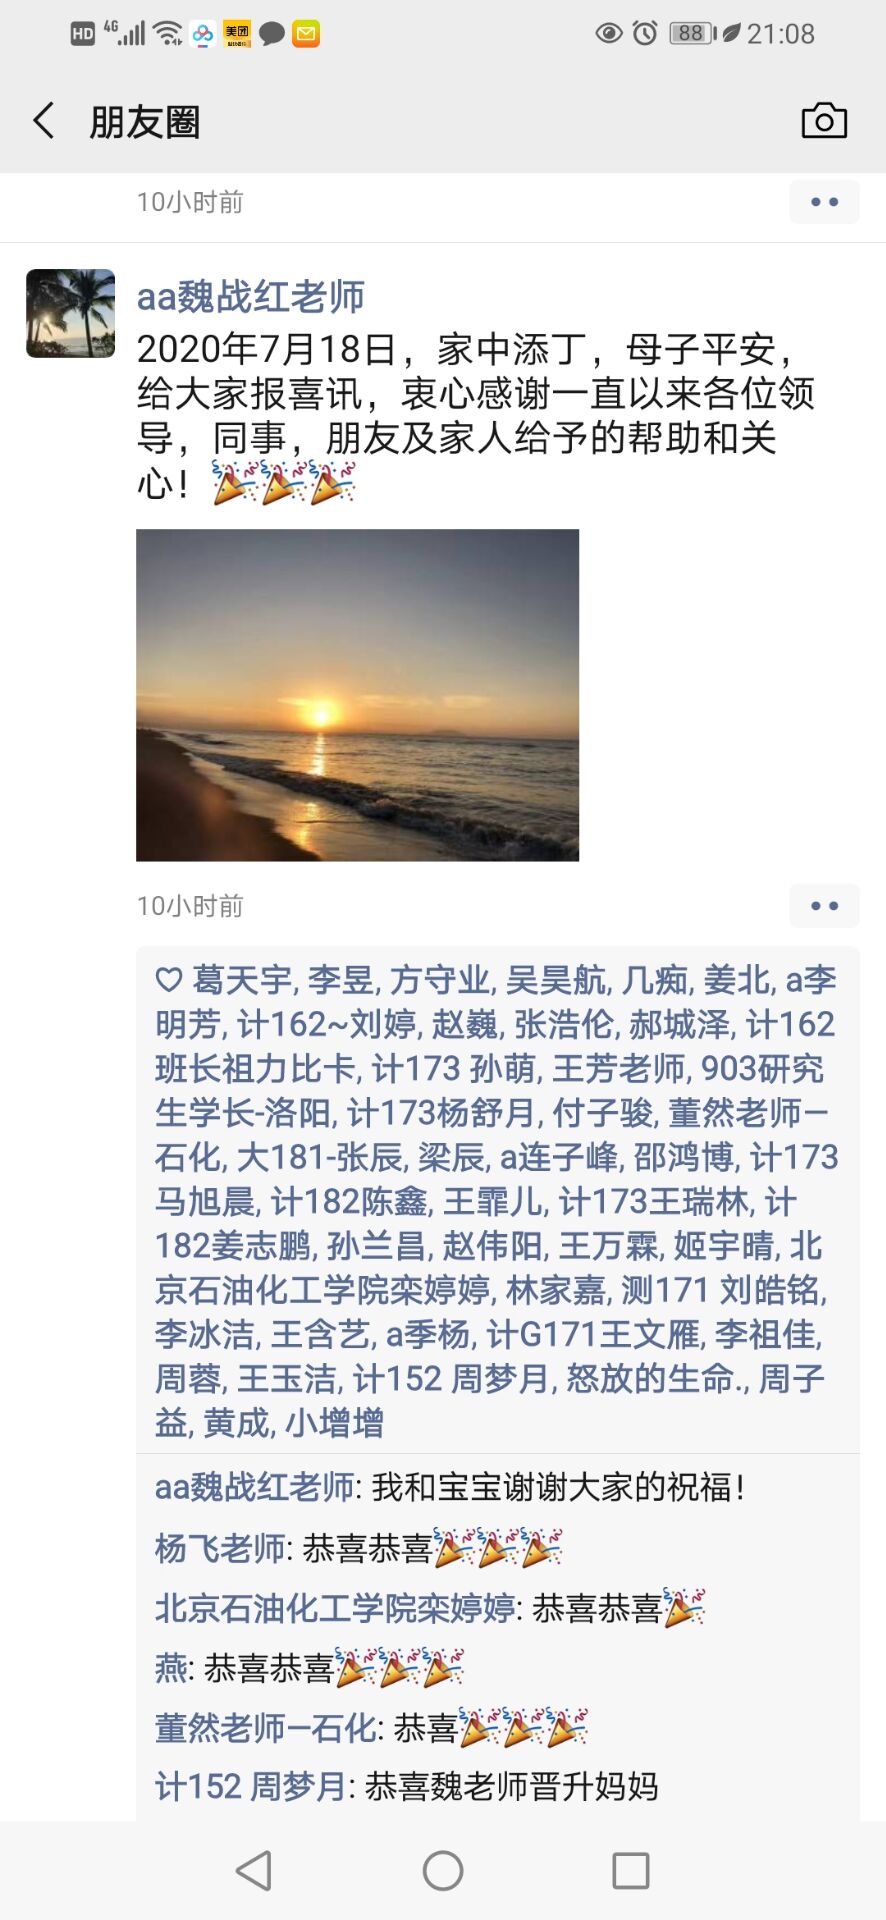 HD 4G 美团 88 21:08
朋友圈
10小时前
aa魏战红老师
2020年7月18日，家中添丁，母子平安，
给大家报喜讯，衷心感谢一直以来各位领
导，同事，朋友及家人给予的帮助和关
心！🎉🎉🎉
10小时前
♡ 葛天宇, 李昱, 方守业, 吴昊航, 几痴, 姜北, a李
明芳, 计162~刘婷, 赵巍, 张浩伦, 郝城泽, 计162
班长祖力比卡, 计173 孙萌, 王芳老师, 903研究
生学长-洛阳, 计173杨舒月, 付子骏, 董然老师—
石化, 大181-张辰, 梁辰, a连子峰, 邵鸿博, 计173
马旭晨, 计182陈鑫, 王霏儿, 计173王瑞林, 计
182姜志鹏, 孙兰昌, 赵伟阳, 王万霖, 姬宇晴, 北
京石油化工学院栾婷婷, 林家嘉, 测171 刘皓铭,
李冰洁, 王含艺, a季杨, 计G171王文雁, 李祖佳,
周蓉, 王玉洁, 计152 周梦月, 怒放的生命., 周子
益, 黄成, 小增增
aa魏战红老师: 我和宝宝谢谢大家的祝福！
杨飞老师: 恭喜恭喜🎉🎉🎉
北京石油化工学院栾婷婷: 恭喜恭喜🎉
燕: 恭喜恭喜🎉🎉🎉
董然老师—石化: 恭喜🎉🎉🎉
计152 周梦月: 恭喜魏老师晋升妈妈